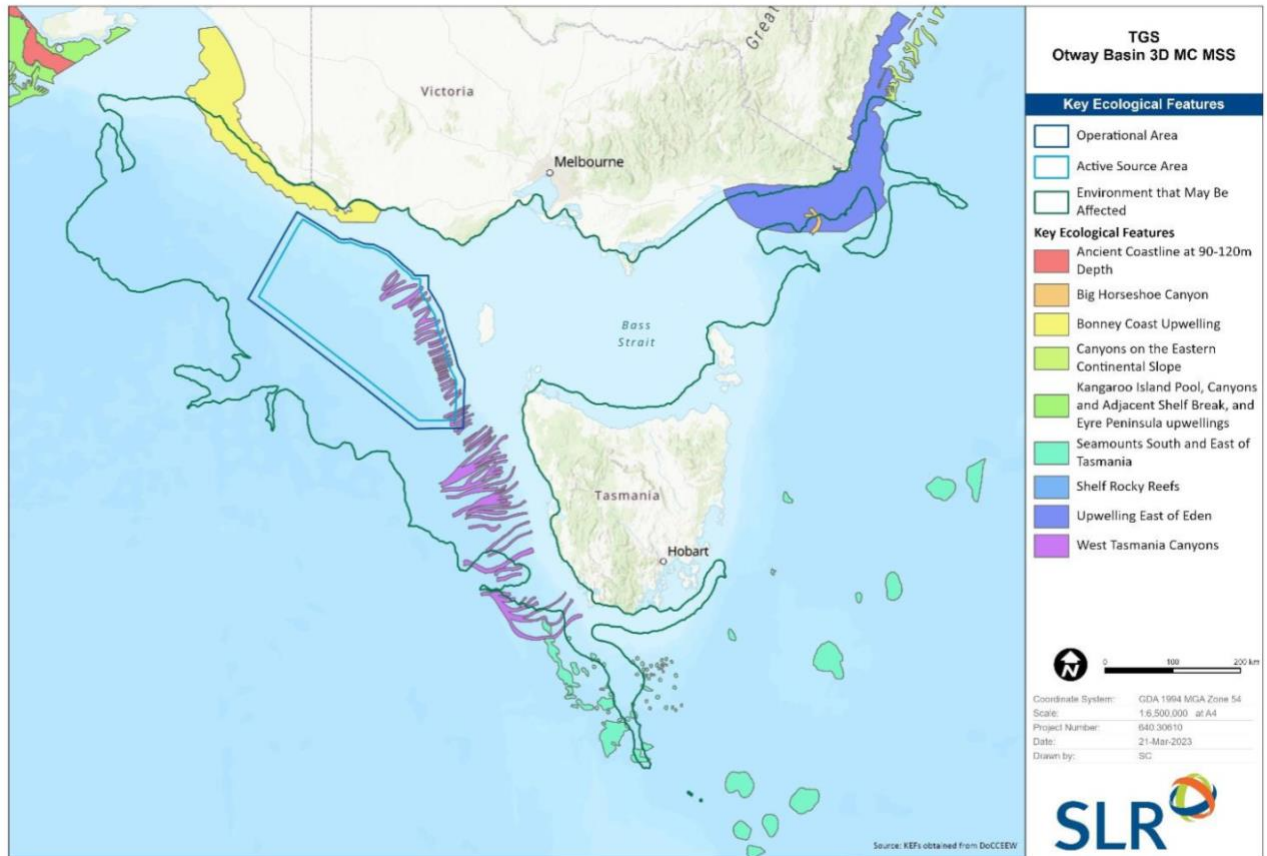 Victoria
Great
Melbourne
Bass
Strait
Tasmania
Hobart
Source: KEFs obtained from DoCCEEW
TGS
Otway Basin 3D MC MSS
Key Ecological Features
Operational Area
Active Source Area
Environment that May Be
Affected
Key Ecological Features
Ancient Coastline at 90-120m
Depth
Big Horseshoe Canyon
Bonney Coast Upwelling
Canyons on the Eastern
Continental Slope
Kangaroo Island Pool, Canyons
and Adjacent Shelf Break, and
Eyre Peninsula upwellings
Seamounts South and East of
Tasmania
Shelf Rocky Reefs
Upwelling East of Eden
West Tasmania Canyons
N
0 100 200 km
Coordinate System: GDA 1994 MGA Zone 54
Scale: 1:6,500,000 at A4
Project Number: 640.30610
Date: 21-Mar-2023
Drawn by: SC
SLR